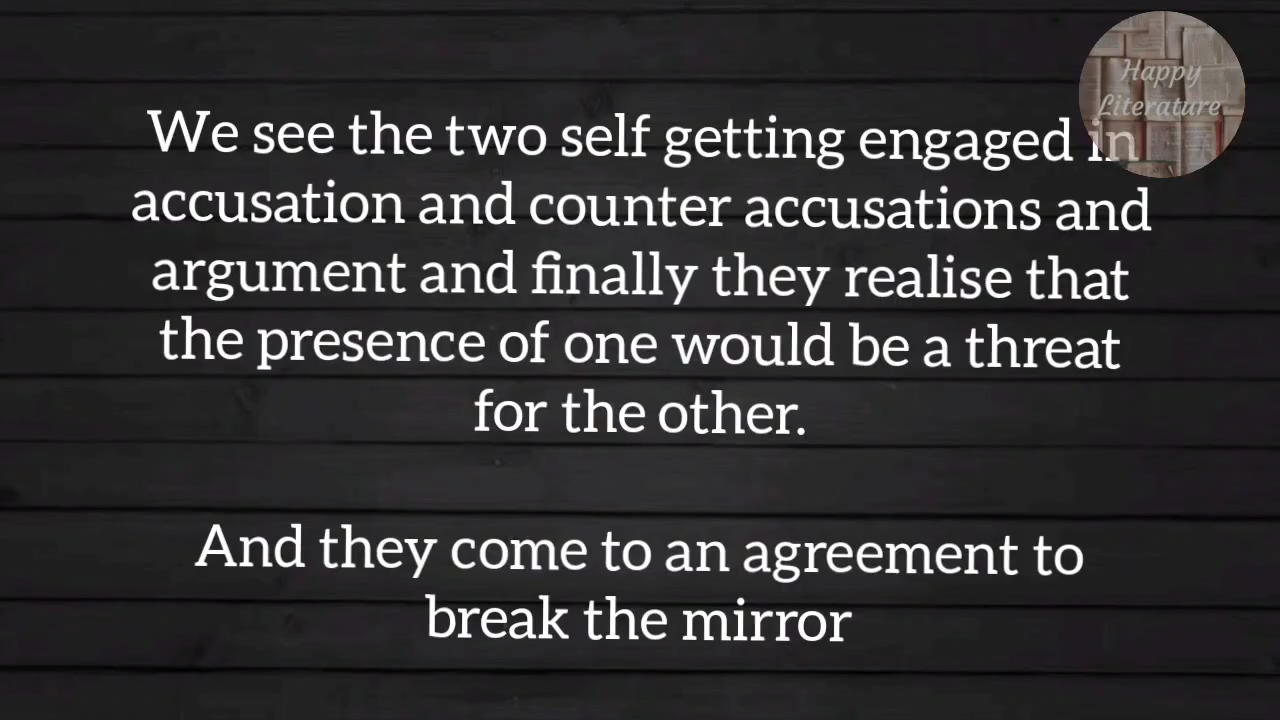 Happy
Literature
We see the two self getting engaged in
accusation and counter accusations and
argument and finally they realise that
the presence of one would be a threat
for the other.
And they come to an agreement to
break the mirror